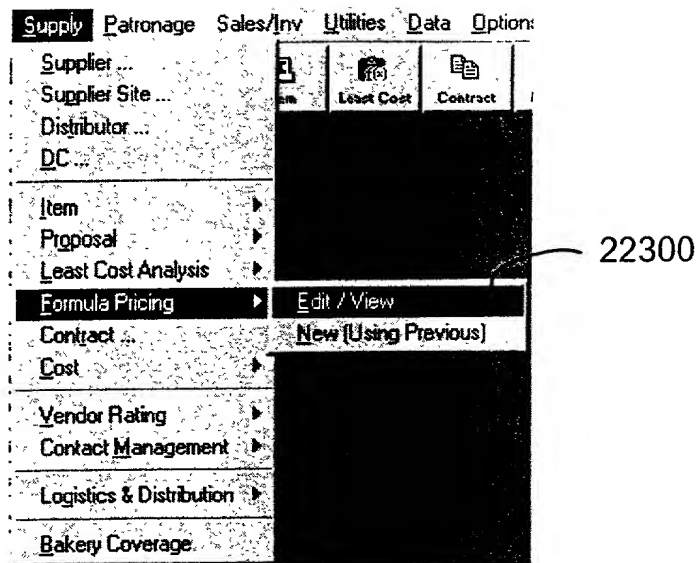 Supply Patronage Sales/Inv Utilities Data Option
Supplier ...
Supplier Site ...
Distributor ...
DC ...
Least Cost Contract
Item
Proposal
Least Cost Analysis
Formula Pricing
Edit / View
22300
Contract ...
New (Using Previous)
Cost
Vendor Rating
Contact Management
Logistics & Distribution
Bakery Coverage